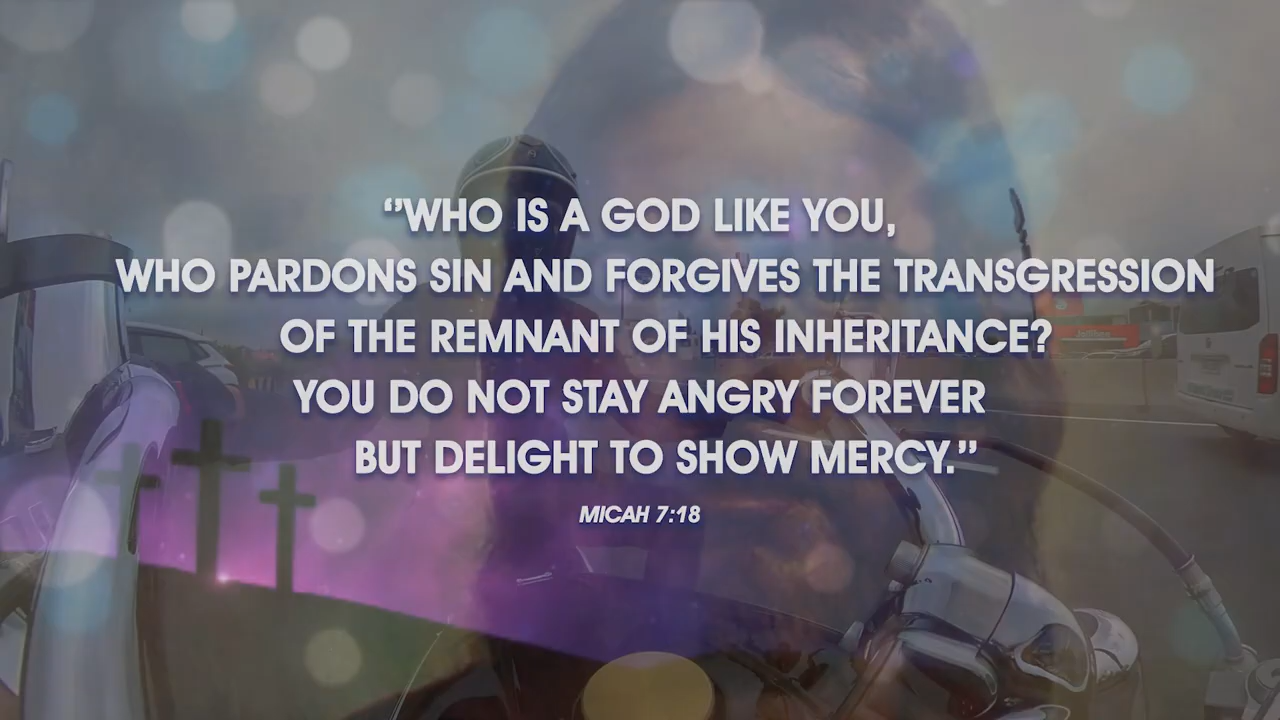 “WHO IS A GOD LIKE YOU,
WHO PARDONS SIN AND FORGIVES THE TRANSGRESSION
OF THE REMNANT OF HIS INHERITANCE?
YOU DO NOT STAY ANGRY FOREVER
BUT DELIGHT TO SHOW MERCY.”
MICAH 7:18